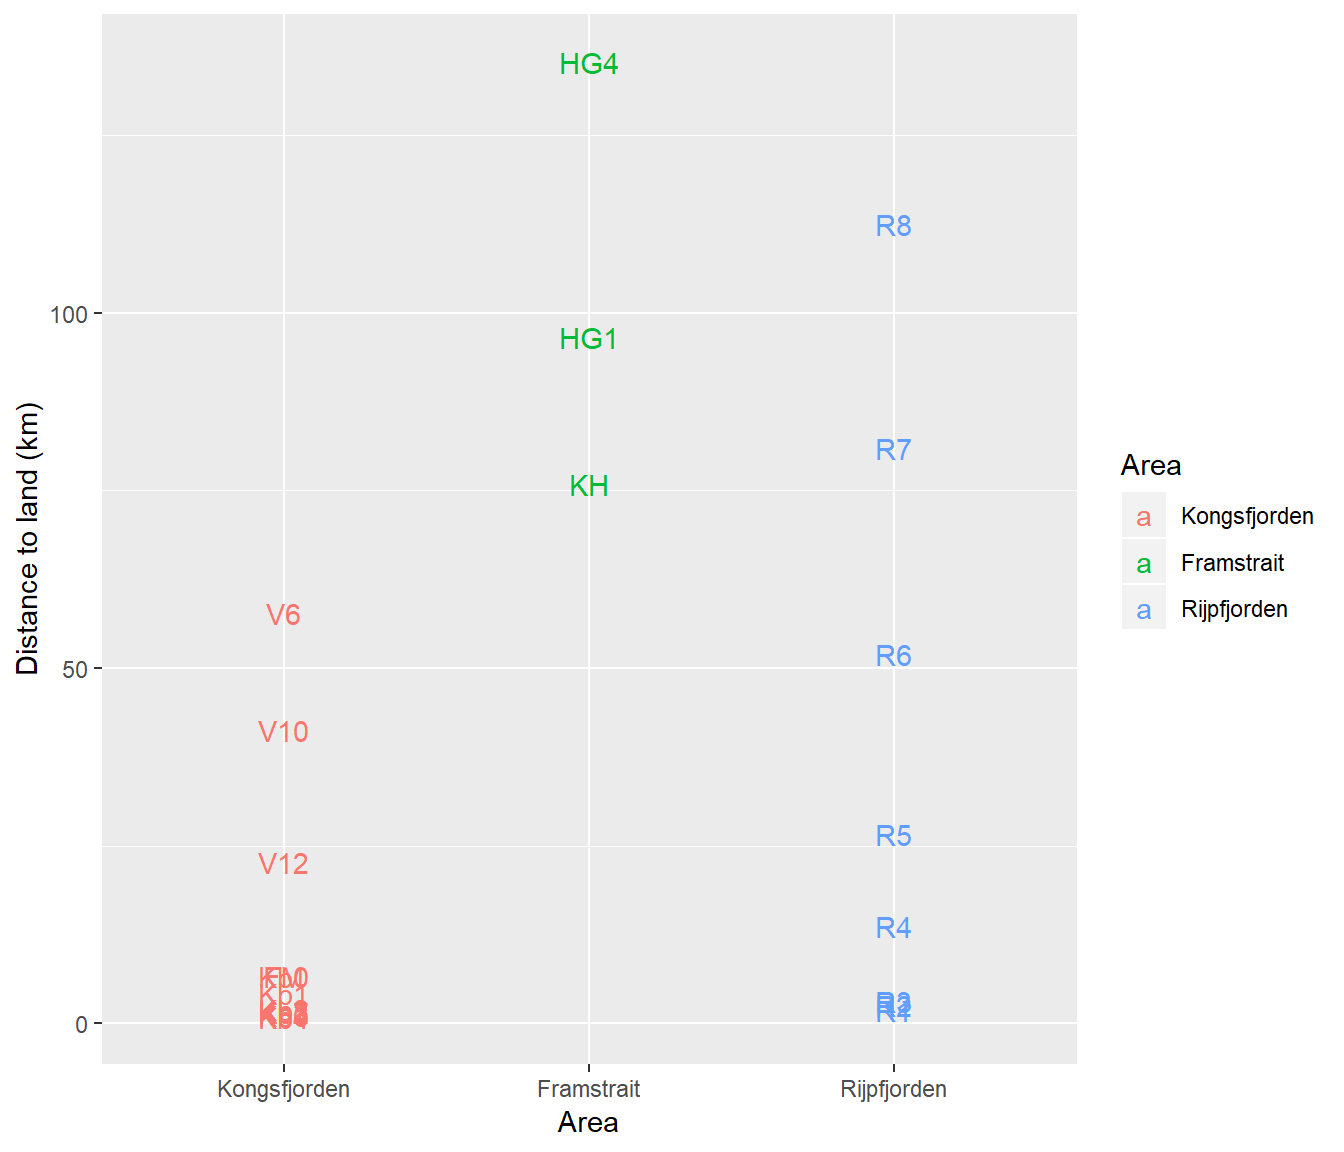 HG4
R8
100
HG1
R7
KH
V6
R6
50
V10
R5
V12
R4
Kb1
0
Kongsfjorden
Framstrait
Rijpfjorden
Area
Distance to land (km)
Area
a Kongsfjorden
a Framstrait
a Rijpfjorden